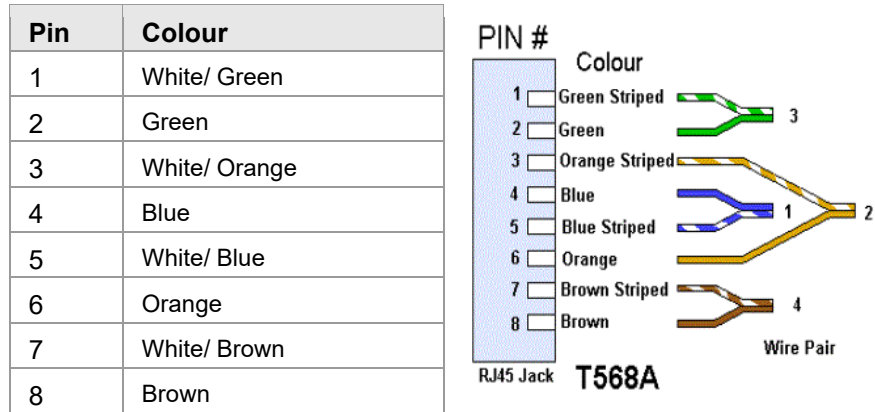 Pin Colour
1 White/ Green
2 Green
3 White/ Orange
4 Blue
5 White/ Blue
6 Orange
7 White/ Brown
8 Brown
PIN #
Colour
1 Green Striped
2 Green
3 Orange Striped
4 Blue
5 Blue Striped
6 Orange
7 Brown Striped
8 Brown
3
1
2
4
Wire Pair
RJ45 Jack T568A